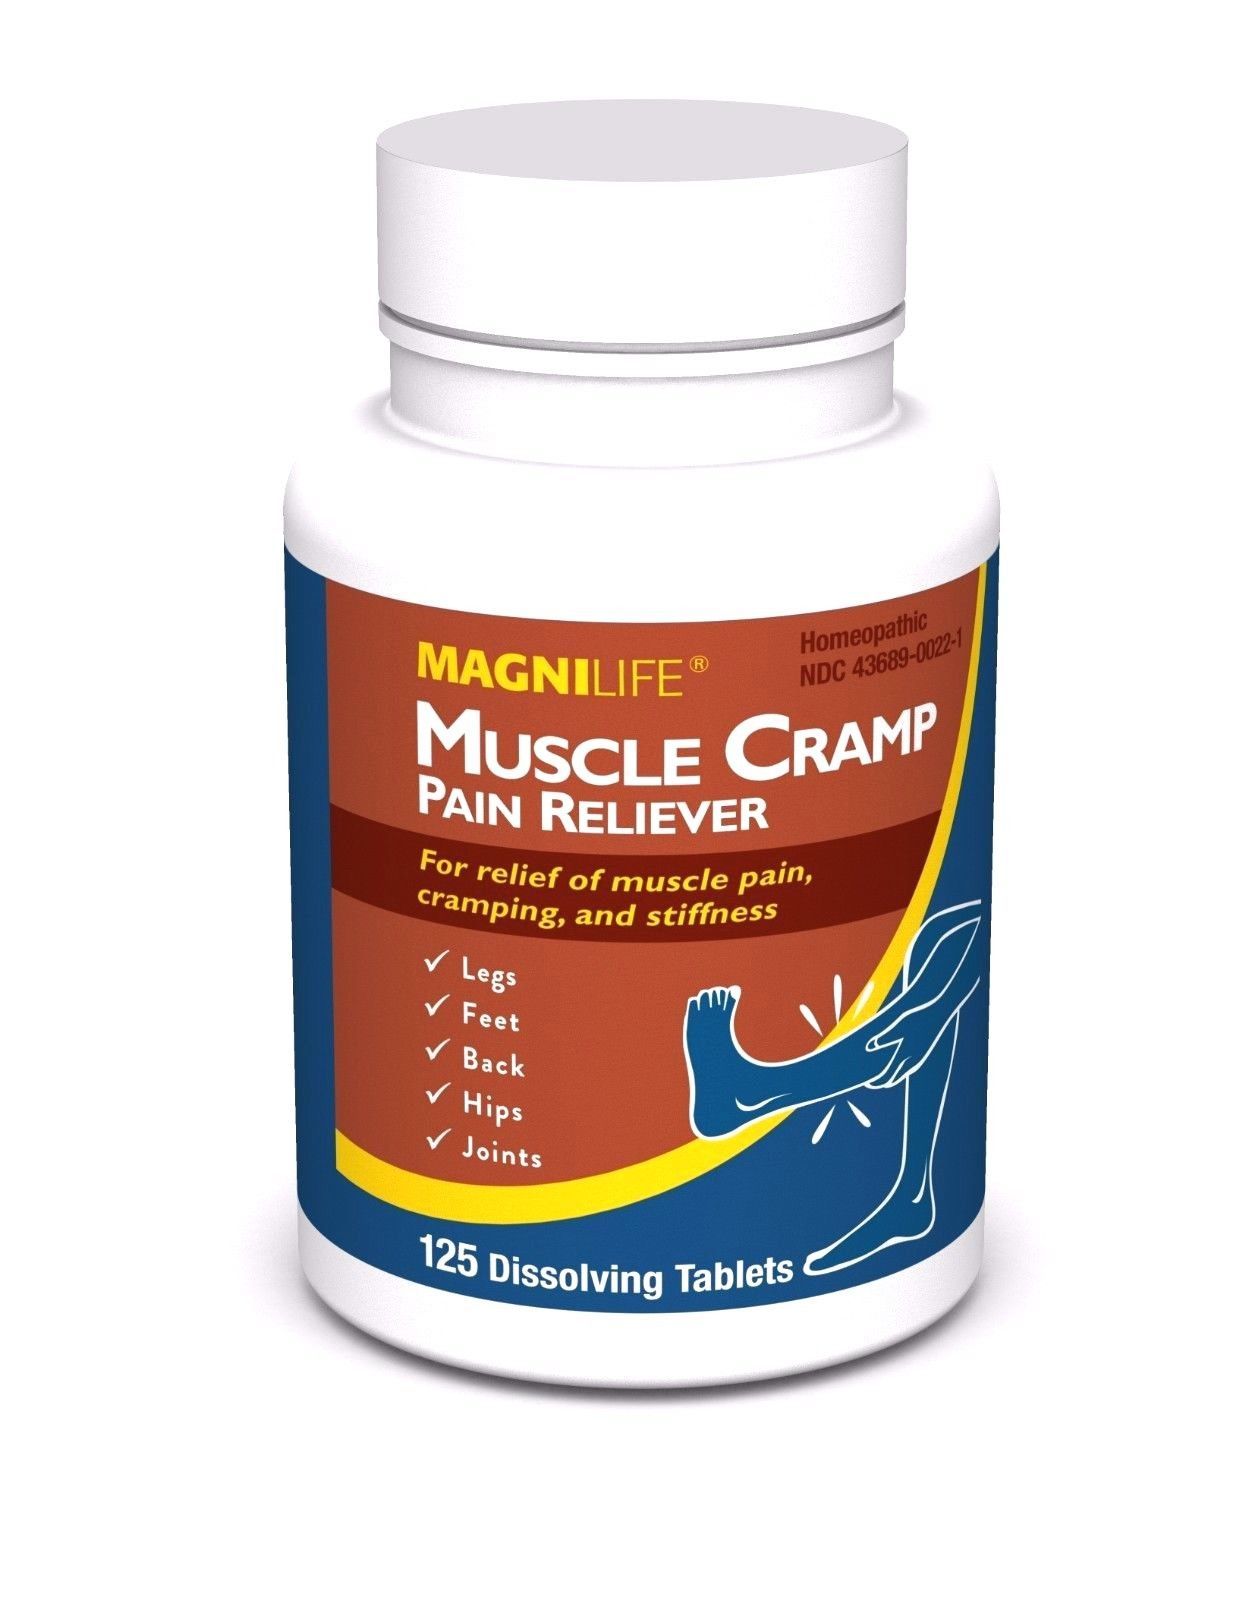 Homeopathic
NDC 43689-0022-1
MAGNILIFE®
MUSCLE CRAMP
PAIN RELIEVER
For relief of muscle pain,
cramping, and stiffness
✓ Legs
✓ Feet
✓ Back
✓ Hips
✓ Joints
125 Dissolving Tablets